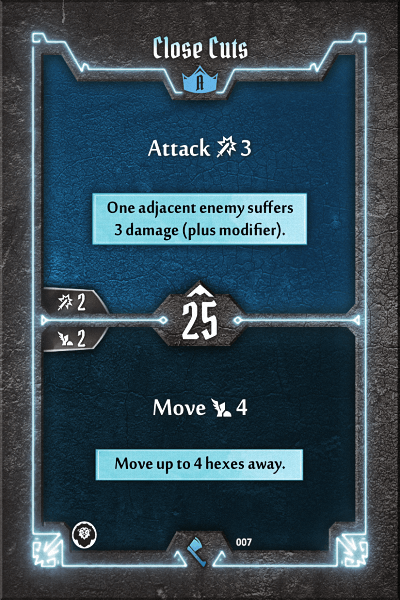 Close Cuts
A
Attack 3
One adjacent enemy suffers
3 damage (plus modifier).
2
25
2
Move 4
Move up to 4 hexes away.
007